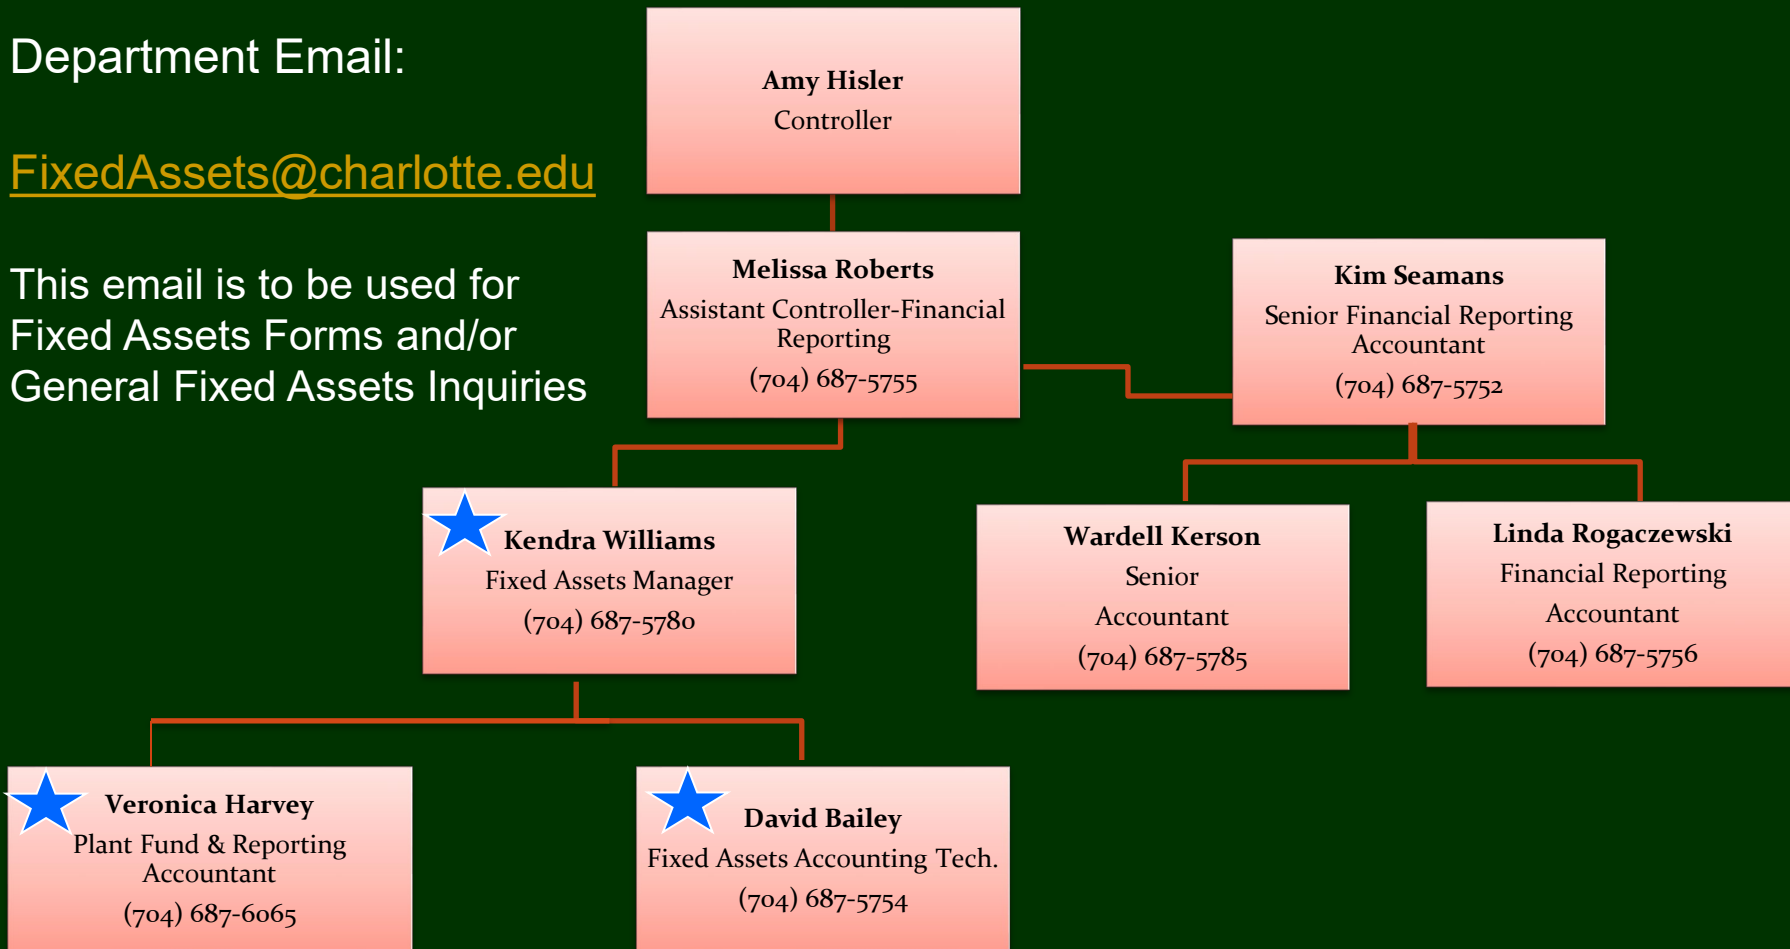 Department Email:
FixedAssets@charlotte.edu
This email is to be used for
Fixed Assets Forms and/or
General Fixed Assets Inquiries
Amy Hisler
Controller
Melissa Roberts
Assistant Controller-Financial
Reporting
(704) 687-5755
Kim Seamans
Senior Financial Reporting
Accountant
(704) 687-5752
Kendra Williams
Fixed Assets Manager
(704) 687-5780
Wardell Kerson
Senior
Accountant
(704) 687-5785
Linda Rogaczewski
Financial Reporting
Accountant
(704) 687-5756
Veronica Harvey
Plant Fund & Reporting
Accountant
(704) 687-6065
David Bailey
Fixed Assets Accounting Tech.
(704) 687-5754